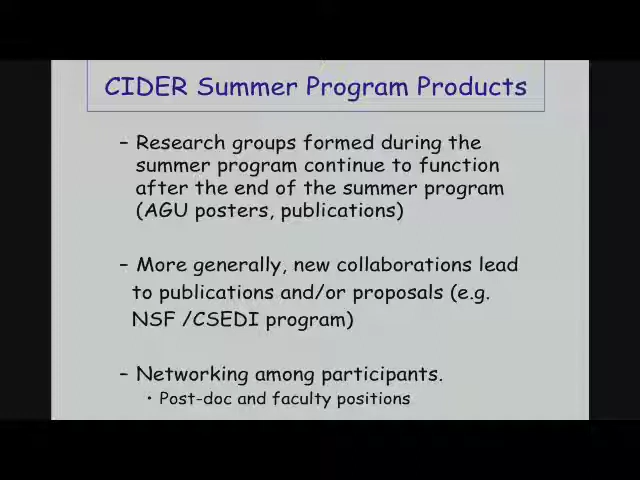 CIDER Summer Program Products
– Research groups formed during the
summer program continue to function
after the end of the summer program
(AGU posters, publications)
– More generally, new collaborations lead
to publications and/or proposals (e.g.
NSF /CSEDI program)
– Networking among participants.
• Post-doc and faculty positions